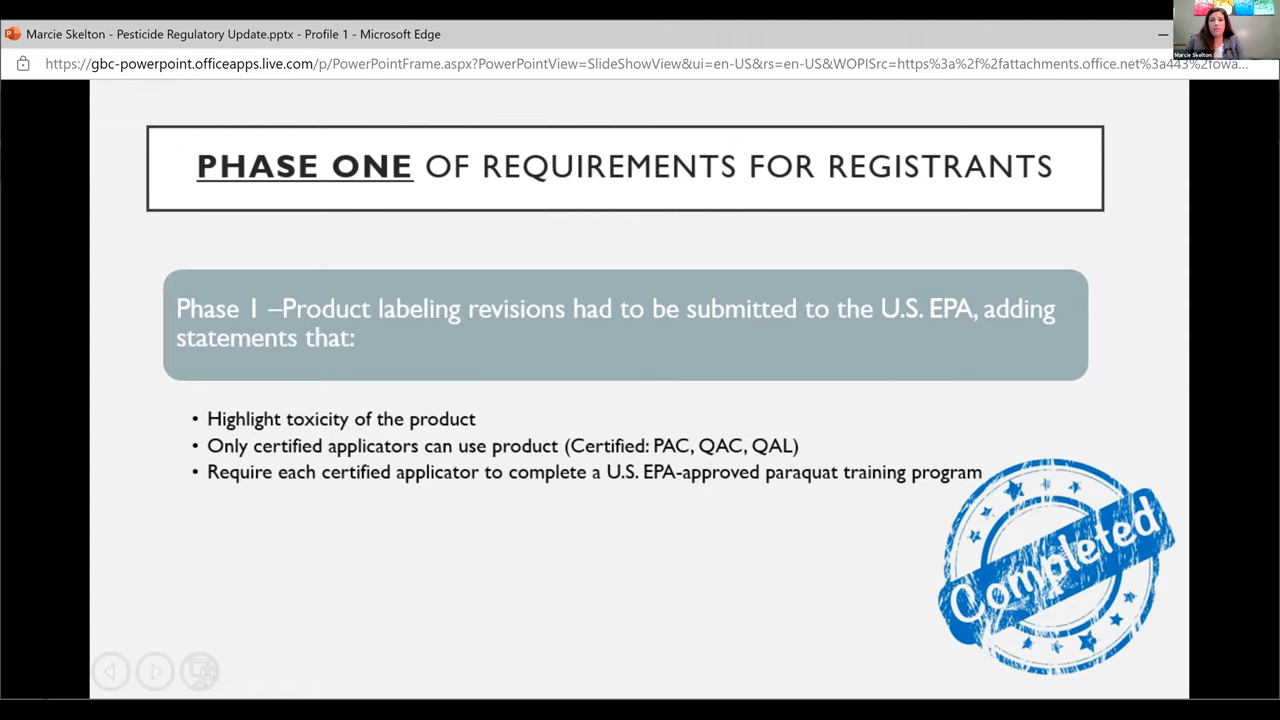 Marcie Skelton - Pesticide Regulatory Update.pptx - Profile 1 - Microsoft Edge
Marcie Skelton
https://gbc-powerpoint.officeapps.live.com/p/PowerPointFrame.aspx?PowerPointView=SlideShowView&ui=en-US&rs=en-US&WOPISrc=https%3a%2f%2fattachments.office.net%3a443%2fowa...
PHASE ONE OF REQUIREMENTS FOR REGISTRANTS
Phase 1 –Product labeling revisions had to be submitted to the U.S. EPA, adding
statements that:
• Highlight toxicity of the product
• Only certified applicators can use product (Certified: PAC, QAC, QAL)
• Require each certified applicator to complete a U.S. EPA-approved paraquat training program
Completed